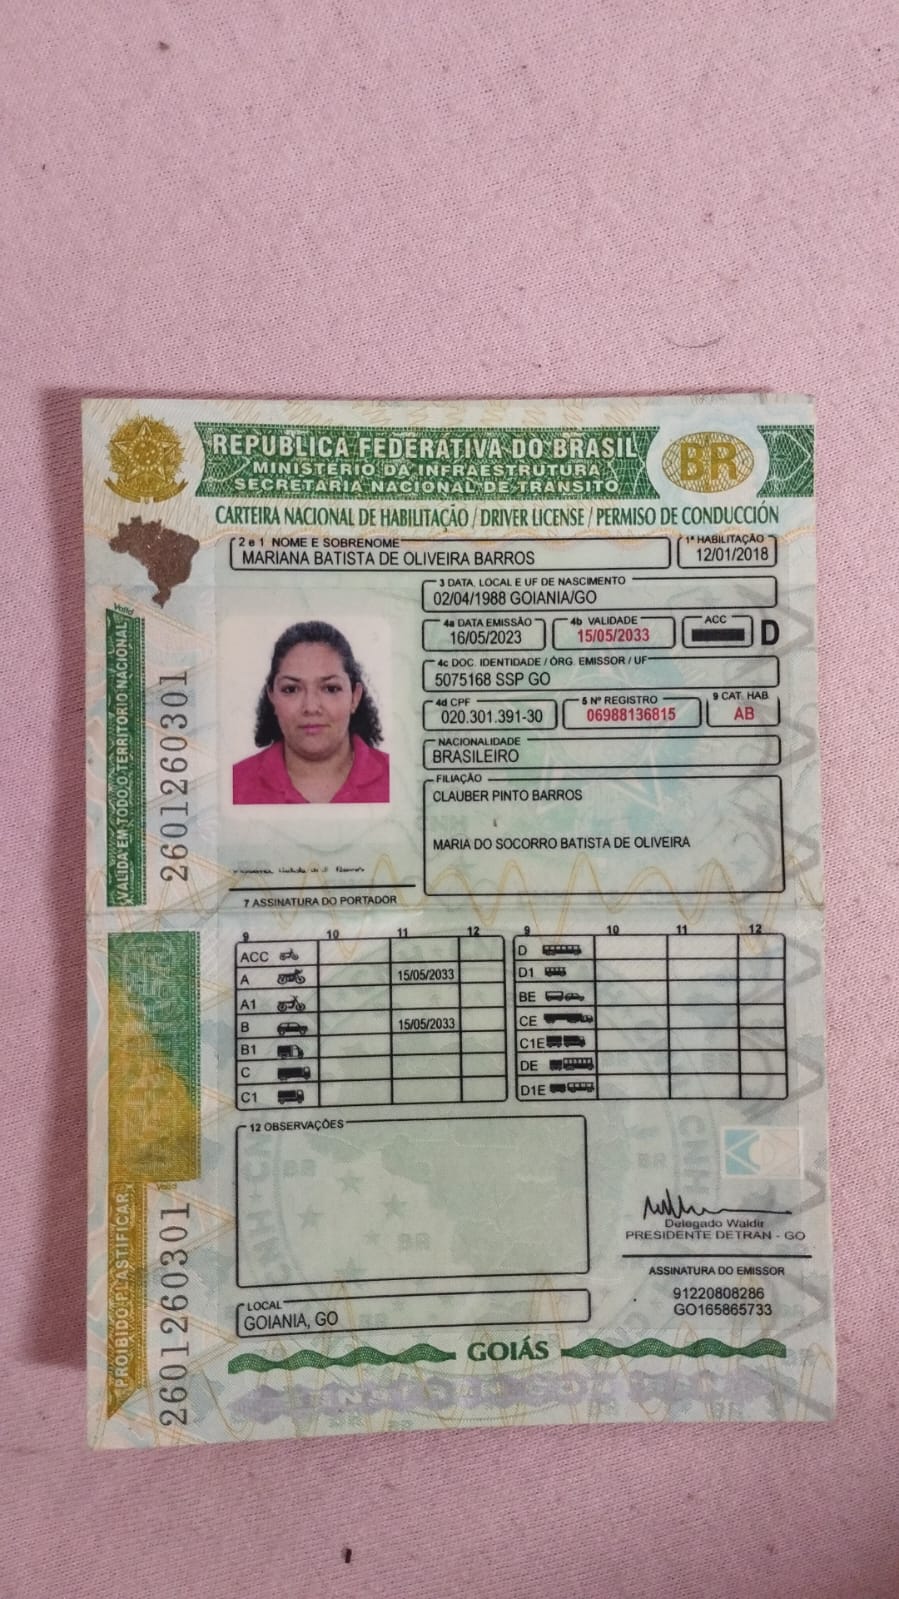 REPÚBLICA FEDERATIVA DO BRASIL
MINISTÉRIO DA INFRAESTRUTURA
SECRETARIA NACIONAL DE TRÂNSITO
BR
CARTEIRA NACIONAL DE HABILITAÇÃO / DRIVER LICENSE / PERMISO DE CONDUCCIÓN
2 e 1 NOME E SOBRENOME
MARIANA BATISTA DE OLIVEIRA BARROS
1ª HABILITAÇÃO
12/01/2018
3 DATA, LOCAL E UF DE NASCIMENTO
02/04/1988 GOIANIA/GO
4a DATA EMISSÃO
16/05/2023
4b VALIDADE
15/05/2033
ACC
D
4c DOC. IDENTIDADE / ÓRG. EMISSOR / UF
5075168 SSP GO
4d CPF
020.301.391-30
5 Nº REGISTRO
06988136815
9 CAT. HAB.
AB
NACIONALIDADE
BRASILEIRO
FILIAÇÃO
CLAUBER PINTO BARROS
MARIA DO SOCORRO BATISTA DE OLIVEIRA
7 ASSINATURA DO PORTADOR
VÁLIDA EM TODO O TERRITÓRIO NACIONAL
2601260301
9 10 11 12
ACC
A 15/05/2033
A1
B 15/05/2033
B1
C
C1
9 10 11 12
D
D1
BE
CE
C1E
DE
D1E
12 OBSERVAÇÕES
Delegado Waldir
PRESIDENTE DETRAN - GO
ASSINATURA DO EMISSOR
91220808286
GO165865733
LOCAL
GOIANIA, GO
GOIÁS
PROIBIDO PLASTIFICAR
2601260301